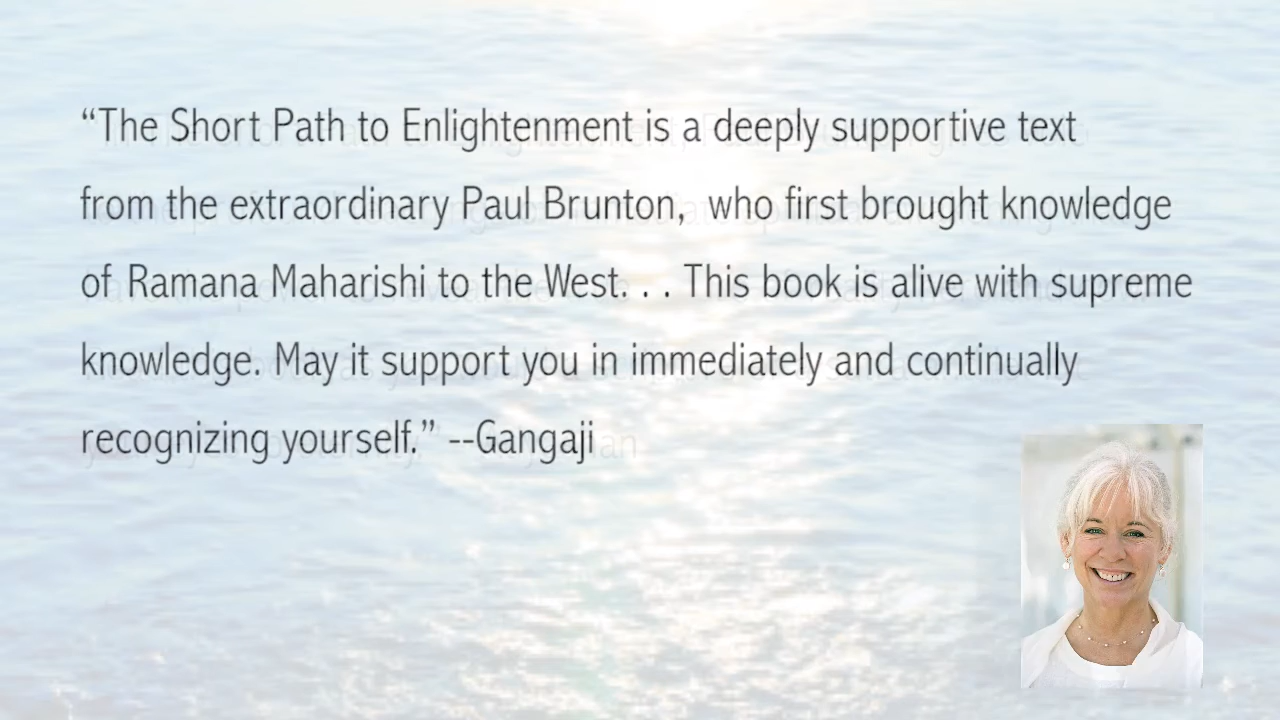 “The Short Path to Enlightenment is a deeply supportive text
from the extraordinary Paul Brunton,  who first brought knowledge
of Ramana Maharishi to the West. . . This book is alive with supreme
knowledge. May it support you in immediately and continually
recognizing yourself.” --Gangaji